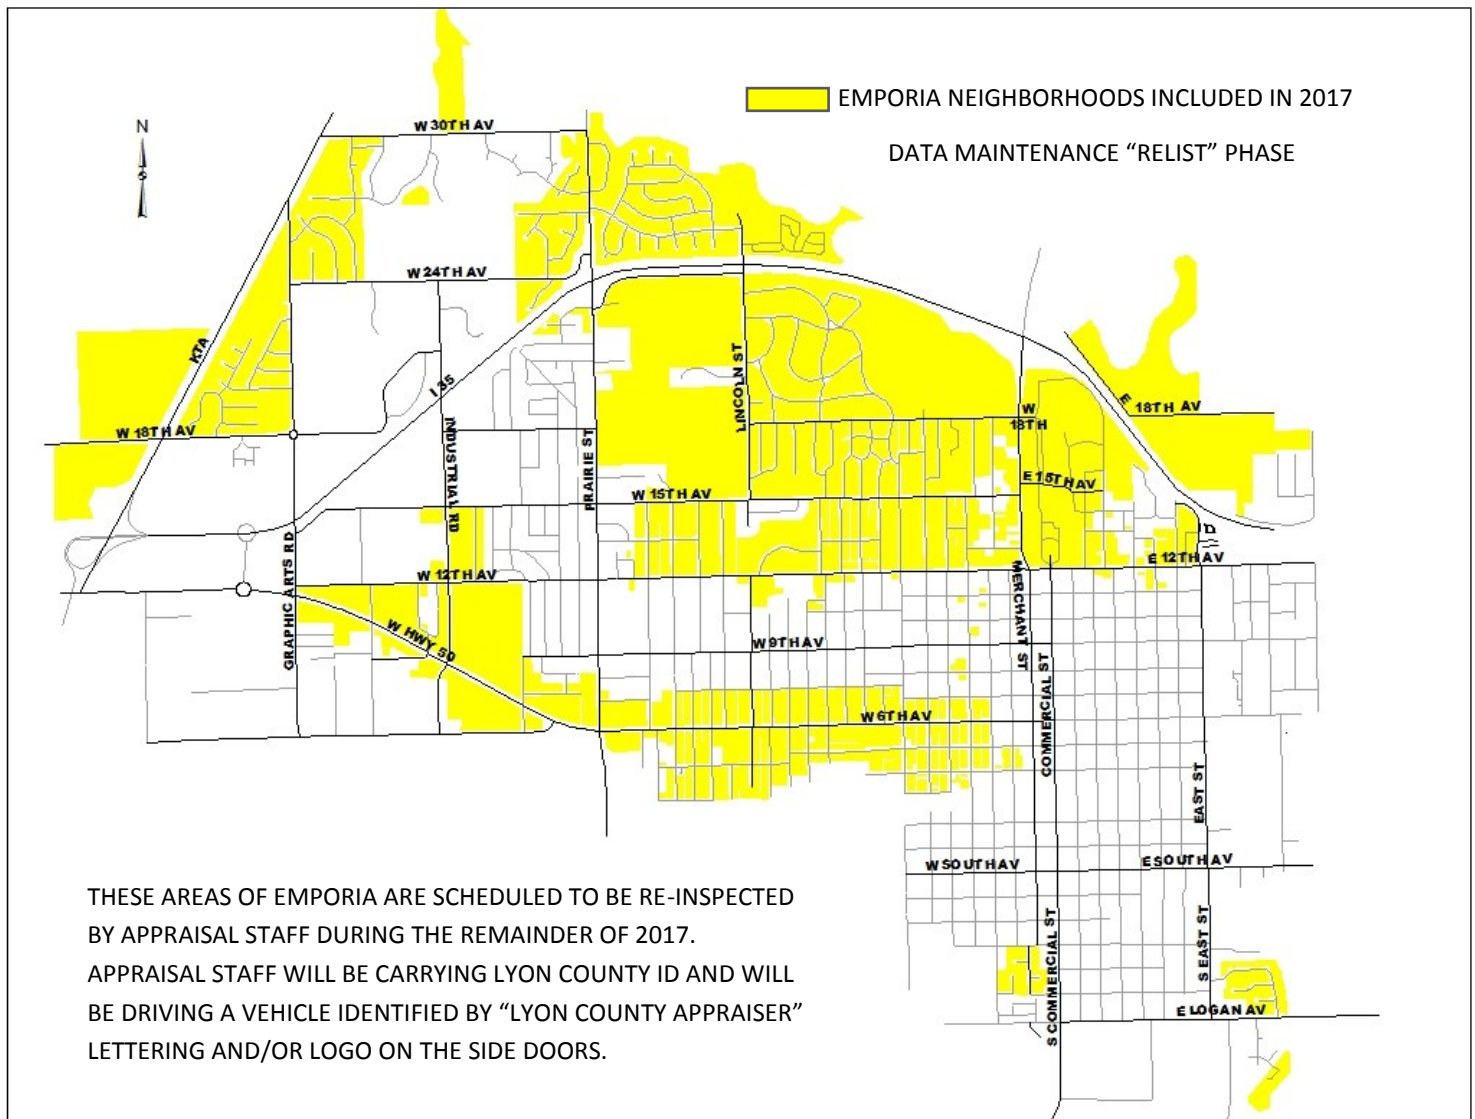 EMPORIA NEIGHBORHOODS INCLUDED IN 2017
DATA MAINTENANCE “RELIST” PHASE
N
S
W 30TH AV
W 24TH AV
KTA
I 35
LINCOLN ST
W 18TH AV
W
18TH
E
18TH AV
INDUSTRIAL RD
PRAIRIE ST
W 15TH AV
E 15TH AV
GRAPHIC ARTS RD
W 12TH AV
E 12TH AV
MERCHANT ST
W HWY 50
W 9TH AV
COMMERCIAL ST
W 6TH AV
EAST ST
W SOUTH AV
E SOUTH AV
S COMMERCIAL ST
S EAST ST
E LOGAN AV
THESE AREAS OF EMPORIA ARE SCHEDULED TO BE RE-INSPECTED
BY APPRAISAL STAFF DURING THE REMAINDER OF 2017.
APPRAISAL STAFF WILL BE CARRYING LYON COUNTY ID AND WILL
BE DRIVING A VEHICLE IDENTIFIED BY “LYON COUNTY APPRAISER”
LETTERING AND/OR LOGO ON THE SIDE DOORS.